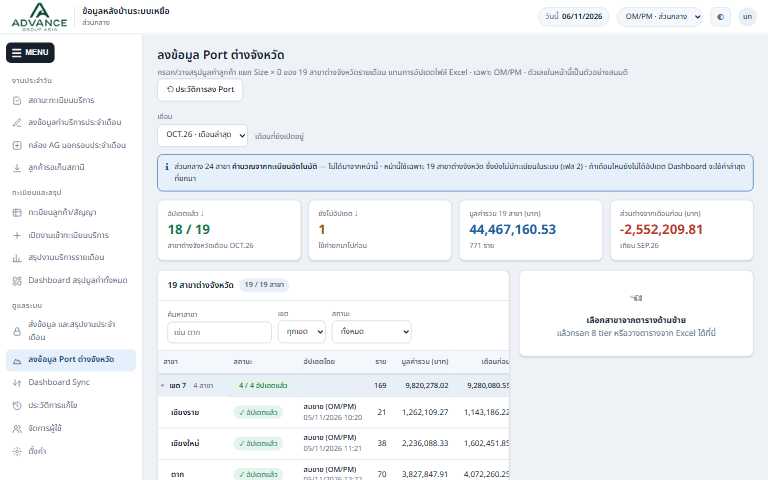 ADVANCE
GROUP ASIA
ข้อมูลหลังบ้านระบบเหยื่อ
ส่วนกลาง
วันนี้ 06/11/2026
OM/PM · ส่วนกลาง
นก
MENU
งานประจำวัน
สถานะทะเบียนบริการ
ลงข้อมูลทำบริการประจำเดือน
กล่อง AG นอกรอบประจำเดือน
ลูกค้ารอเก็บสถานี
ทะเบียนและสรุป
ทะเบียนลูกค้า/สัญญา
เปิดงานเข้าทะเบียนบริการ
สรุปงานบริการรายเดือน
Dashboard สรุปมูลค่าทั้งหมด
ดูแลระบบ
ส่งข้อมูล และสรุปงานประจำเดือน
ลงข้อมูล Port ต่างจังหวัด
Dashboard Sync
ประวัติการแก้ไข
จัดการผู้ใช้
ตั้งค่า
ลงข้อมูล Port ต่างจังหวัด
กรอก/วางสรุปมูลค่าลูกค้า แยก Size × ปี ของ 19 สาขาต่างจังหวัดรายเดือน แทนการอัปเดตไฟล์ Excel · เฉพาะ OM/PM · ตัวเลขในหน้านี้เป็นตัวอย่างสมมติ
ประวัติการลง Port
เดือน
OCT.26 · เดือนล่าสุด
เดือนที่ยังเปิดอยู่
ส่วนกลาง 24 สาขา คำนวณจากทะเบียนอัตโนมัติ — ไม่ได้มาจากหน้านี้ · หน้านี้ใช้เฉพาะ 19 สาขาต่างจังหวัด ซึ่งยังไม่มีทะเบียนในระบบ (เฟส 2) · ถ้าเดือนไหนยังไม่ได้อัปเดต Dashboard จะใช้ค่าล่าสุด
ที่ยกมา
อัปเดตแล้ว ↓
18 / 19
สาขาต่างจังหวัดเดือน OCT.26
ยังไม่อัปเดต ↓
1
ใช้ค่ายกมาไปก่อน
มูลค่ารวม 19 สาขา (บาท)
44,467,160.53
771 ราย
ส่วนต่างจากเดือนก่อน (บาท)
-2,552,209.81
เทียบ SEP.26
19 สาขาต่างจังหวัด
19 / 19 สาขา
ค้นหาสาขา
เขต
สถานะ
เช่น ตาก
ทุกเขต
ทั้งหมด
สาขา สถานะ อัปเดตโดย ราย มูลค่ารวม (บาท) เดือนก่อน
เขต 7 4 สาขา 4 / 4 อัปเดตแล้ว 169 9,820,278.02 9,280,080.55
เชียงราย ✓ อัปเดตแล้ว สมชาย (OM/PM) 05/11/2026 10:20 21 1,262,109.27 1,143,186.22
เชียงใหม่ ✓ อัปเดตแล้ว สมชาย (OM/PM) 05/11/2026 11:21 38 2,236,088.33 1,602,451.85
ตาก ✓ อัปเดตแล้ว สมชาย (OM/PM) 05/11/2026 12:22 70 3,827,847.91 4,072,260.25
เลือกสาขาจากตารางด้านซ้าย
แล้วกรอก 8 tier หรือวางตารางจาก Excel ได้ที่นี่